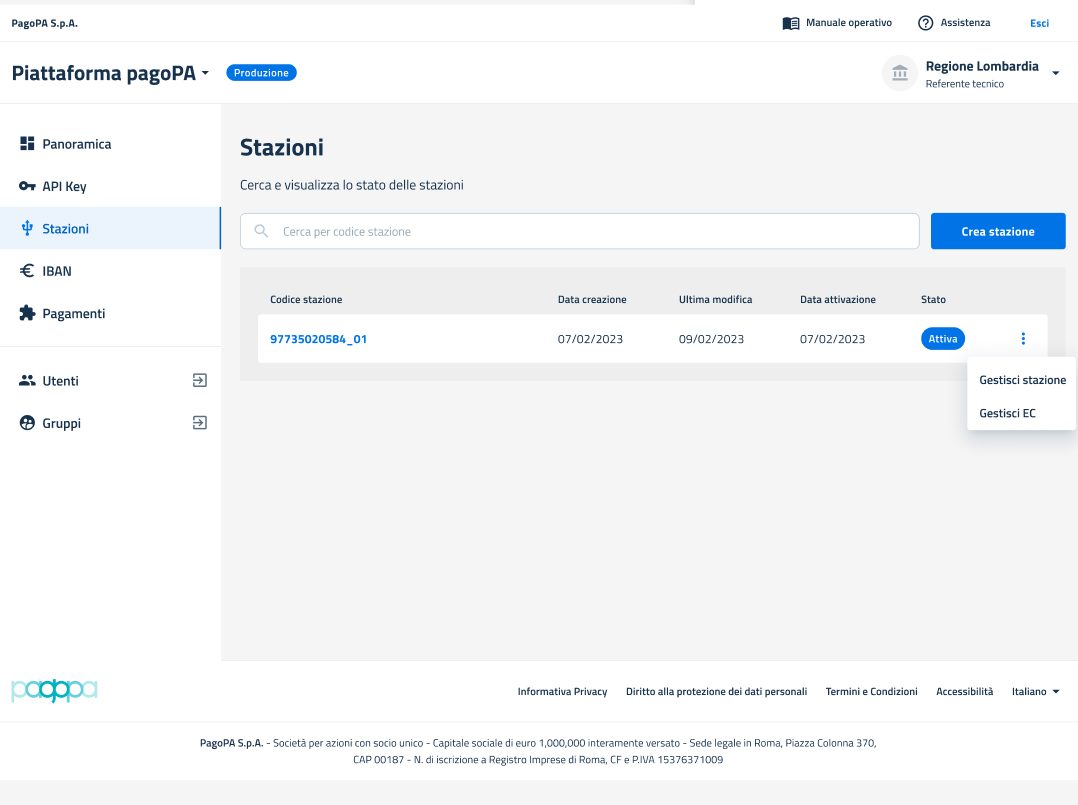 PagoPA S.p.A.
Manuale operativo
Assistenza
Esci
Piattaforma pagoPA
Produzione
Regione Lombardia
Referente tecnico
Panoramica
API Key
Stazioni
IBAN
Pagamenti
Utenti
Gruppi
Stazioni
Cerca e visualizza lo stato delle stazioni
Cerca per codice stazione
Crea stazione
Codice stazione Data creazione Ultima modifica Data attivazione Stato
97735020584_01 07/02/2023 09/02/2023 07/02/2023 Attiva
Gestisci stazione
Gestisci EC
pagopa
Informativa Privacy Diritto alla protezione dei dati personali Termini e Condizioni Accessibilità Italiano
PagoPA S.p.A. - Società per azioni con socio unico - Capitale sociale di euro 1,000,000 interamente versato - Sede legale in Roma, Piazza Colonna 370,
CAP 00187 - N. di iscrizione a Registro Imprese di Roma, CF e P.IVA 15376371009